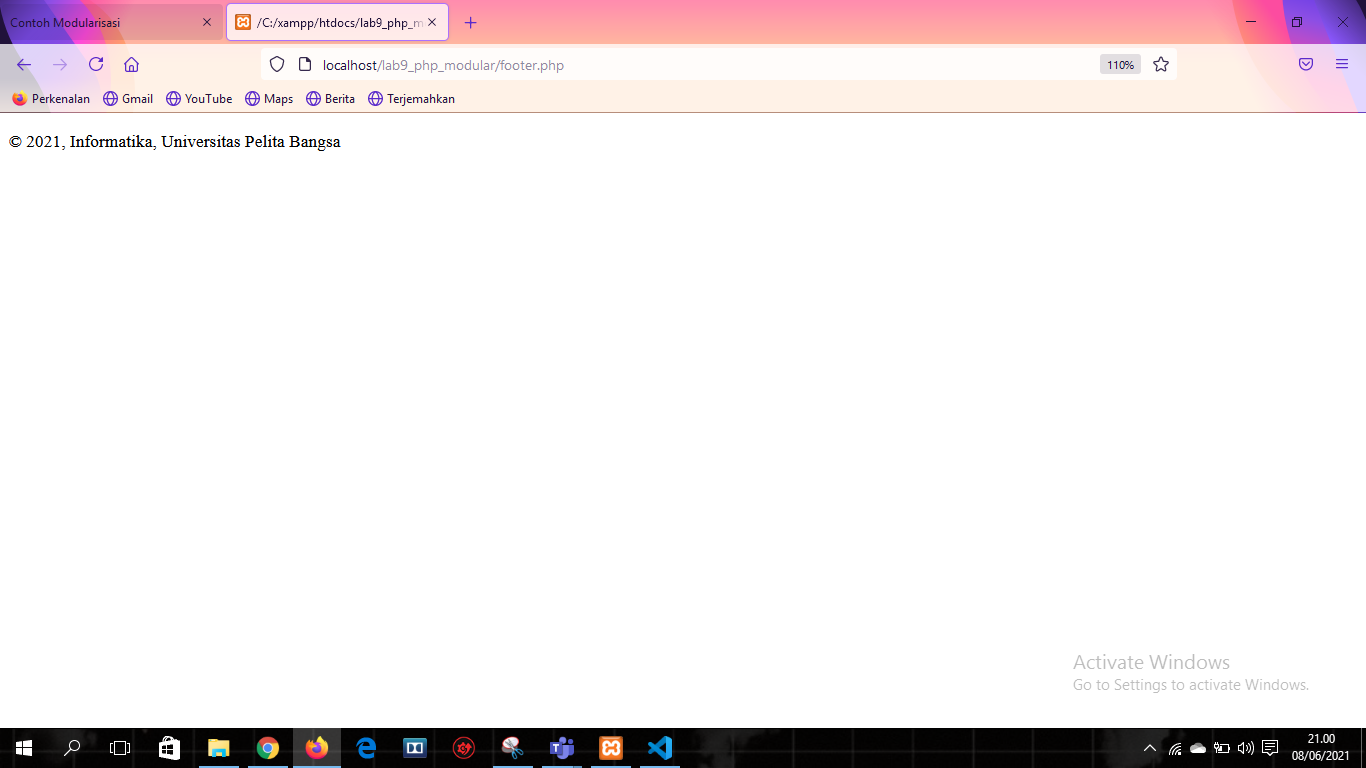 Contoh Modularisasi
/C:/xampp/htdocs/lab9_php_m
localhost/lab9_php_modular/footer.php
110%
Perkenalan
Gmail
YouTube
Maps
Berita
Terjemahkan
© 2021, Informatika, Universitas Pelita Bangsa
Activate Windows
Go to Settings to activate Windows.
21.00
08/06/2021